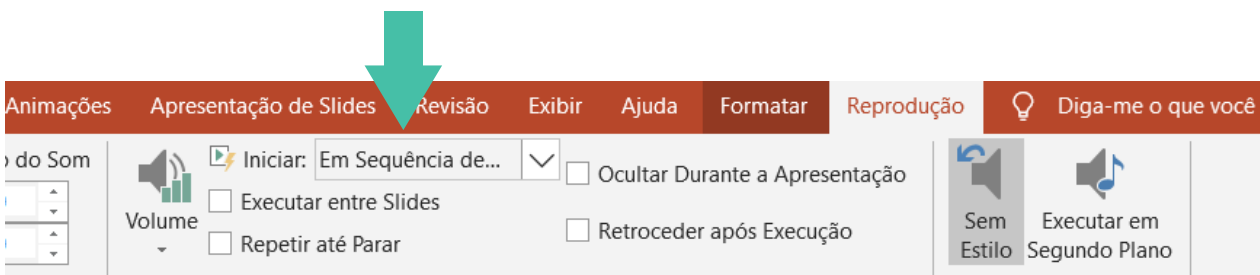 Animações Apresentação de Slides Revisão Exibir Ajuda Formatar Reprodução Diga-me o que você
do Som
Iniciar: Em Sequência de...
Executar entre Slides
Repetir até Parar
Volume
Ocultar Durante a Apresentação
Retroceder após Execução
Sem
Estilo
Executar em
Segundo Plano